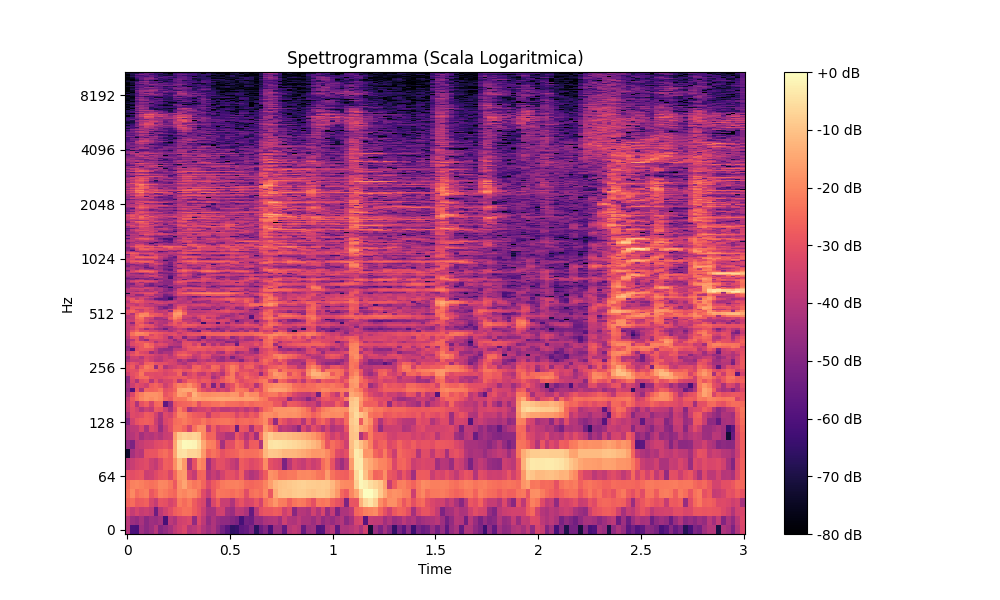 Spettrogramma (Scala Logaritmica)
Hz
8192
4096
2048
1024
512
256
128
64
0
0
0.5
1
1.5
2
2.5
3
Time
+0 dB
-10 dB
-20 dB
-30 dB
-40 dB
-50 dB
-60 dB
-70 dB
-80 dB